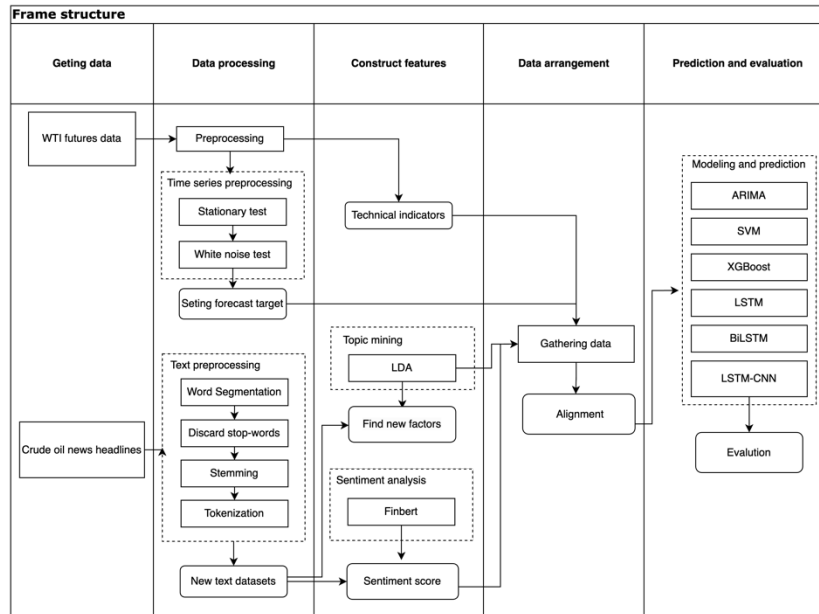 Frame structure
Geting data
Data processing
Construct features
Data arrangement
Prediction and evaluation
WTI futures data
Preprocessing
Time series preprocessing
Stationary test
White noise test
Seting forecast target
Technical indicators
Text preprocessing
Word Segmentation
Discard stop-words
Stemming
Tokenization
New text datasets
Crude oil news headlines
Topic mining
LDA
Find new factors
Sentiment analysis
Finbert
Sentiment score
Gathering data
Alignment
Modeling and prediction
ARIMA
SVM
XGBoost
LSTM
BiLSTM
LSTM-CNN
Evalution